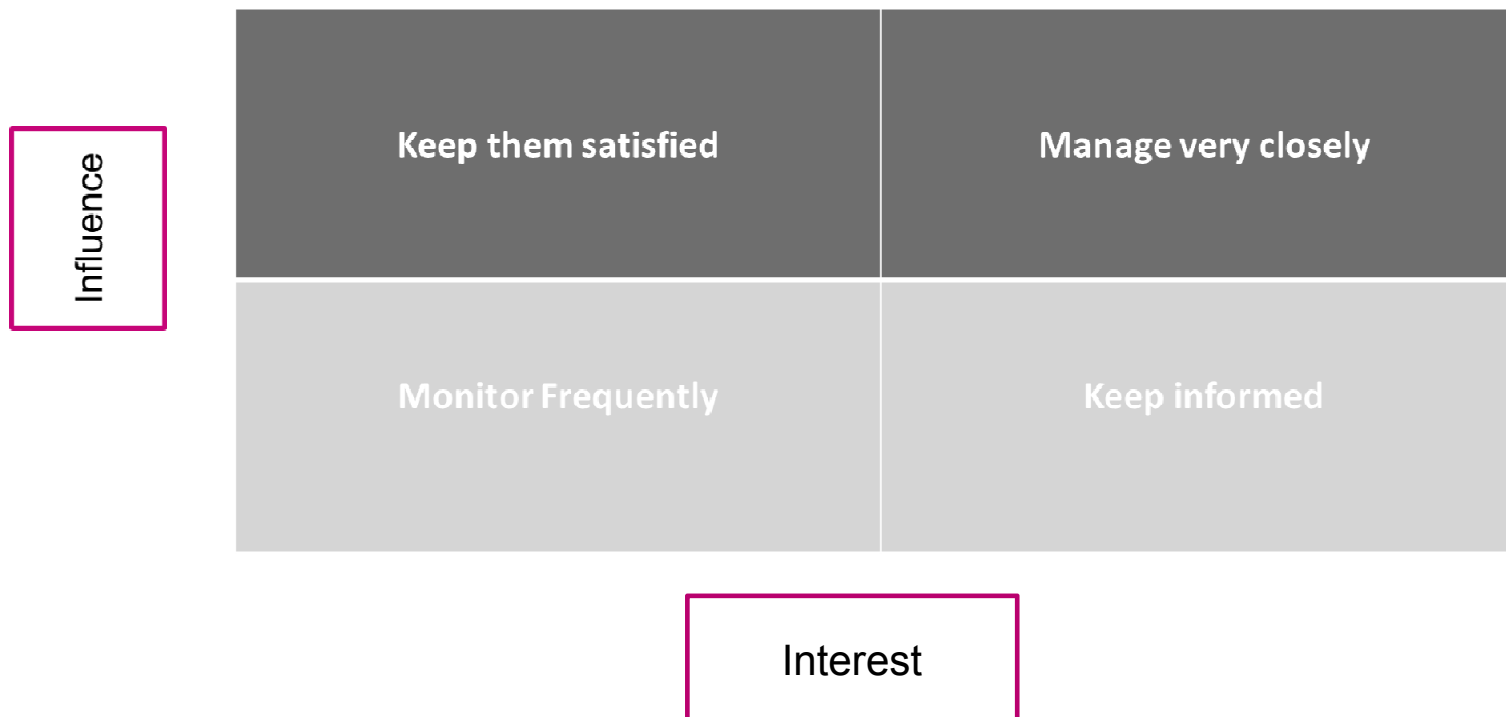 Keep them satisfied
Manage very closely
Influence
Monitor Frequently
Keep informed
Interest